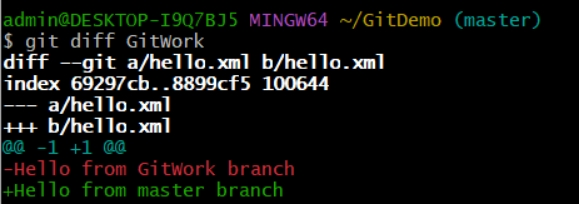 admin@DESKTOP-I9Q7BJ5 MINGW64 ~/GitDemo (master)
$ git diff GitWork
diff --git a/hello.xml b/hello.xml
index 69297cb..8899cf5 100644
--- a/hello.xml
+++ b/hello.xml
@@ -1 +1 @@
-Hello from GitWork branch
+Hello from master branch